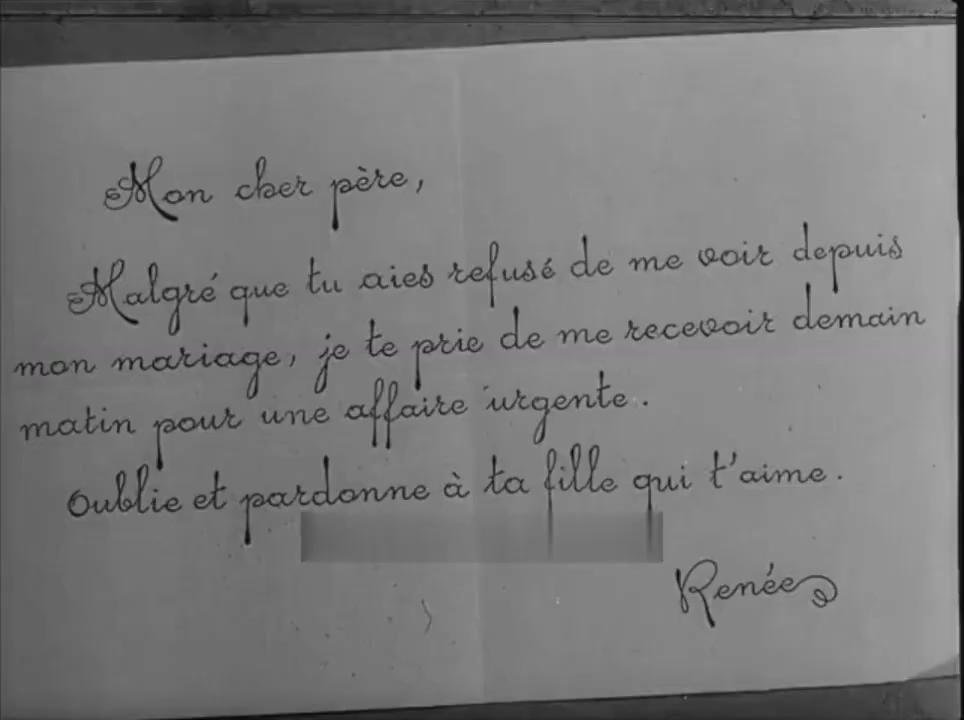 Mon cher père,
Malgré que tu aies refusé de me voir depuis
mon mariage, je te prie de me recevoir demain
matin pour une affaire urgente.
Oublie et pardonne à ta fille qui t'aime.
Renée